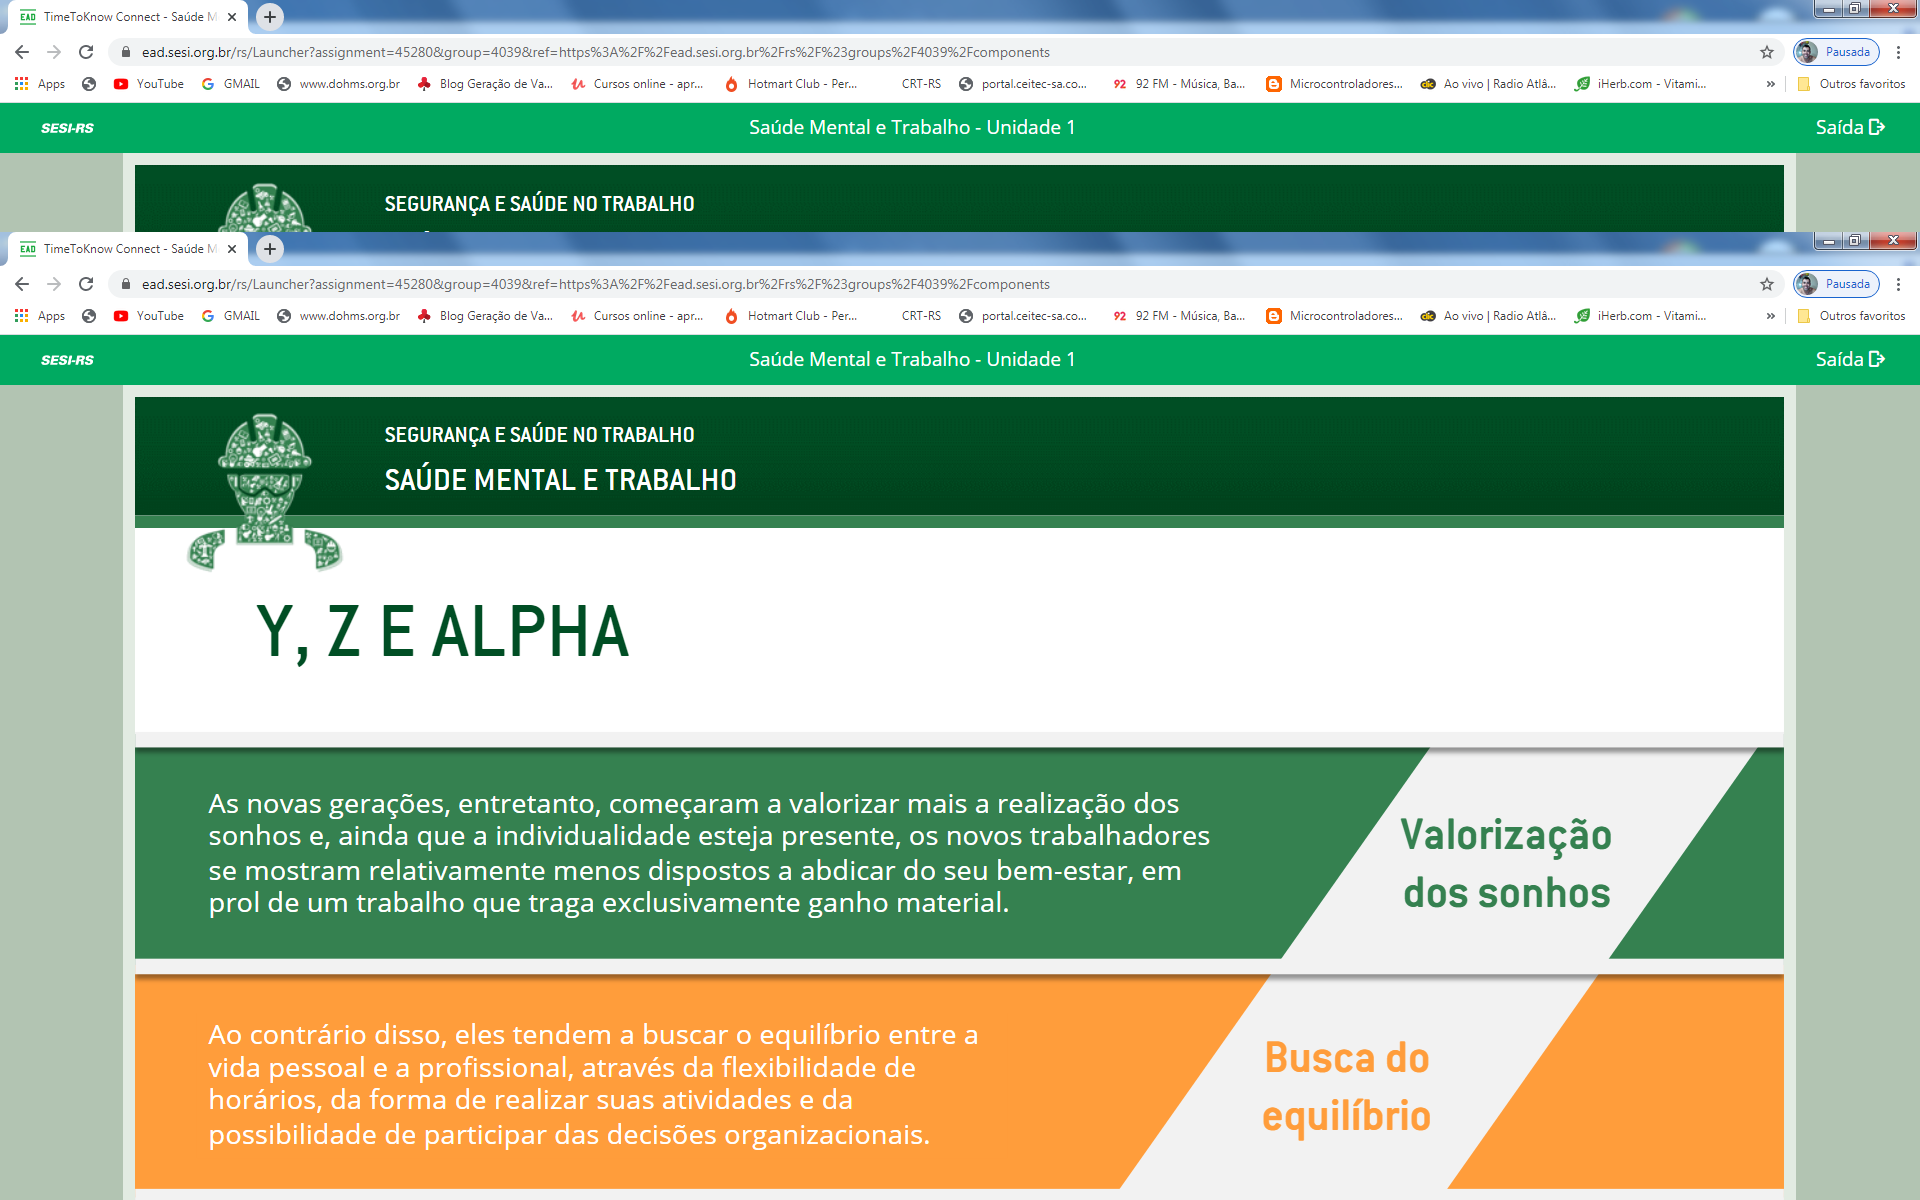 EAD TimeToKnow Connect - Saúde M
ead.sesi.org.br/rs/Launcher?assignment=45280&group=4039&ref=https%3A%2F%2Fead.sesi.org.br%2Frs%2F%23groups%2F4039%2Fcomponents
Pausada
Apps YouTube GMAIL www.dohms.org.br Blog Geração de Va... Cursos online - apr... Hotmart Club - Per... CRT-RS portal.ceitec-sa.co... 92 92 FM - Música, Ba... Microcontroladores... Ao vivo | Radio Atlâ... iHerb.com - Vitami... » Outros favoritos
SESI-RS Saúde Mental e Trabalho - Unidade 1 Saída
SEGURANÇA E SAÚDE NO TRABALHO
EAD TimeToKnow Connect - Saúde M
ead.sesi.org.br/rs/Launcher?assignment=45280&group=4039&ref=https%3A%2F%2Fead.sesi.org.br%2Frs%2F%23groups%2F4039%2Fcomponents
Pausada
Apps YouTube GMAIL www.dohms.org.br Blog Geração de Va... Cursos online - apr... Hotmart Club - Per... CRT-RS portal.ceitec-sa.co... 92 92 FM - Música, Ba... Microcontroladores... Ao vivo | Radio Atlâ... iHerb.com - Vitami... » Outros favoritos
SESI-RS Saúde Mental e Trabalho - Unidade 1 Saída
SEGURANÇA E SAÚDE NO TRABALHO
SAÚDE MENTAL E TRABALHO
Y, Z E ALPHA
As novas gerações, entretanto, começaram a valorizar mais a realização dos
sonhos e, ainda que a individualidade esteja presente, os novos trabalhadores
se mostram relativamente menos dispostos a abdicar do seu bem-estar, em
prol de um trabalho que traga exclusivamente ganho material.
Valorização
dos sonhos
Ao contrário disso, eles tendem a buscar o equilíbrio entre a
vida pessoal e a profissional, através da flexibilidade de
horários, da forma de realizar suas atividades e da
possibilidade de participar das decisões organizacionais.
Busca do
equilíbrio